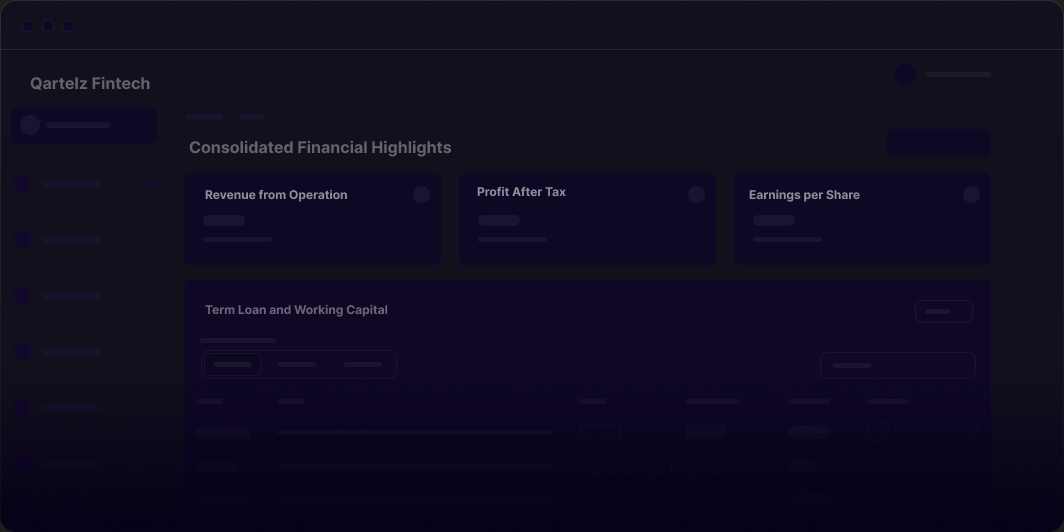 Qartelz Fintech
Consolidated Financial Highlights
Revenue from Operation
Profit After Tax
Earnings per Share
Term Loan and Working Capital